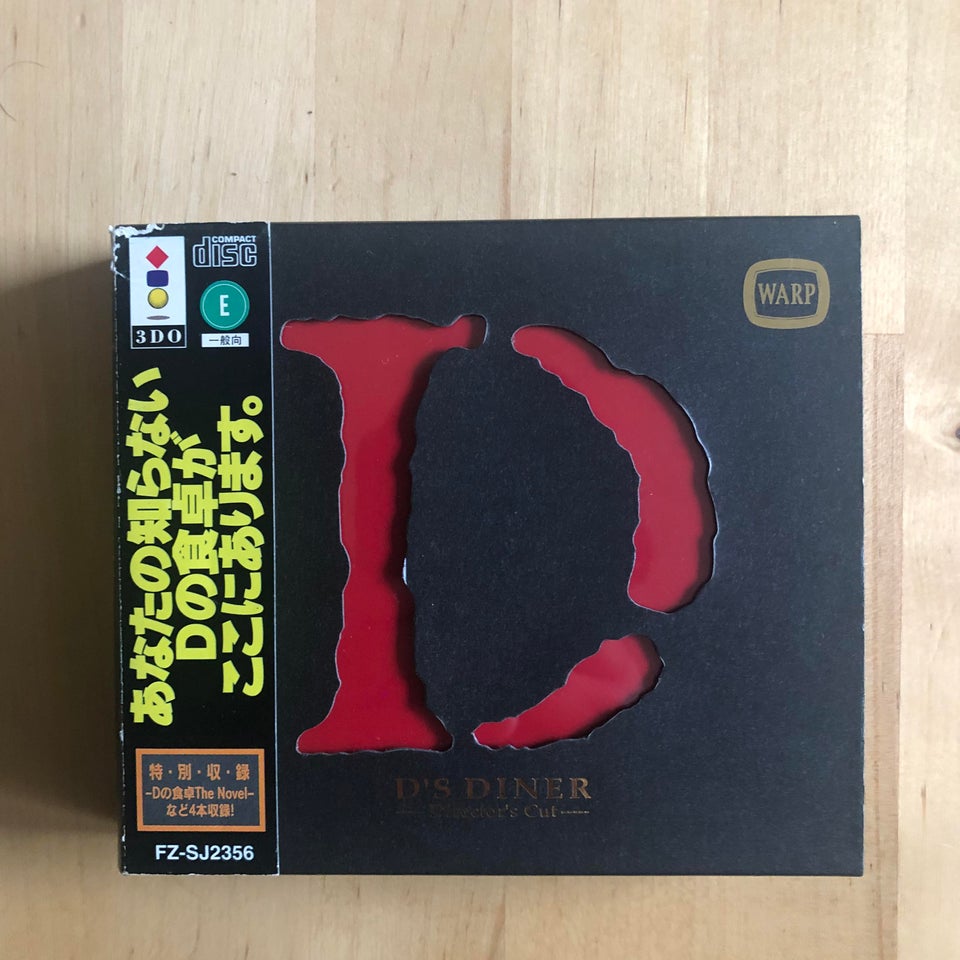 3DO
COMPACT
disc
E
一般向
あなたの知らない
Dの食卓が
ここにあります。
特・別・収・録
−Dの食卓The Novel−
など4本収録!
FZ-SJ2356
D
WARP
D'S DINER
Director's Cut